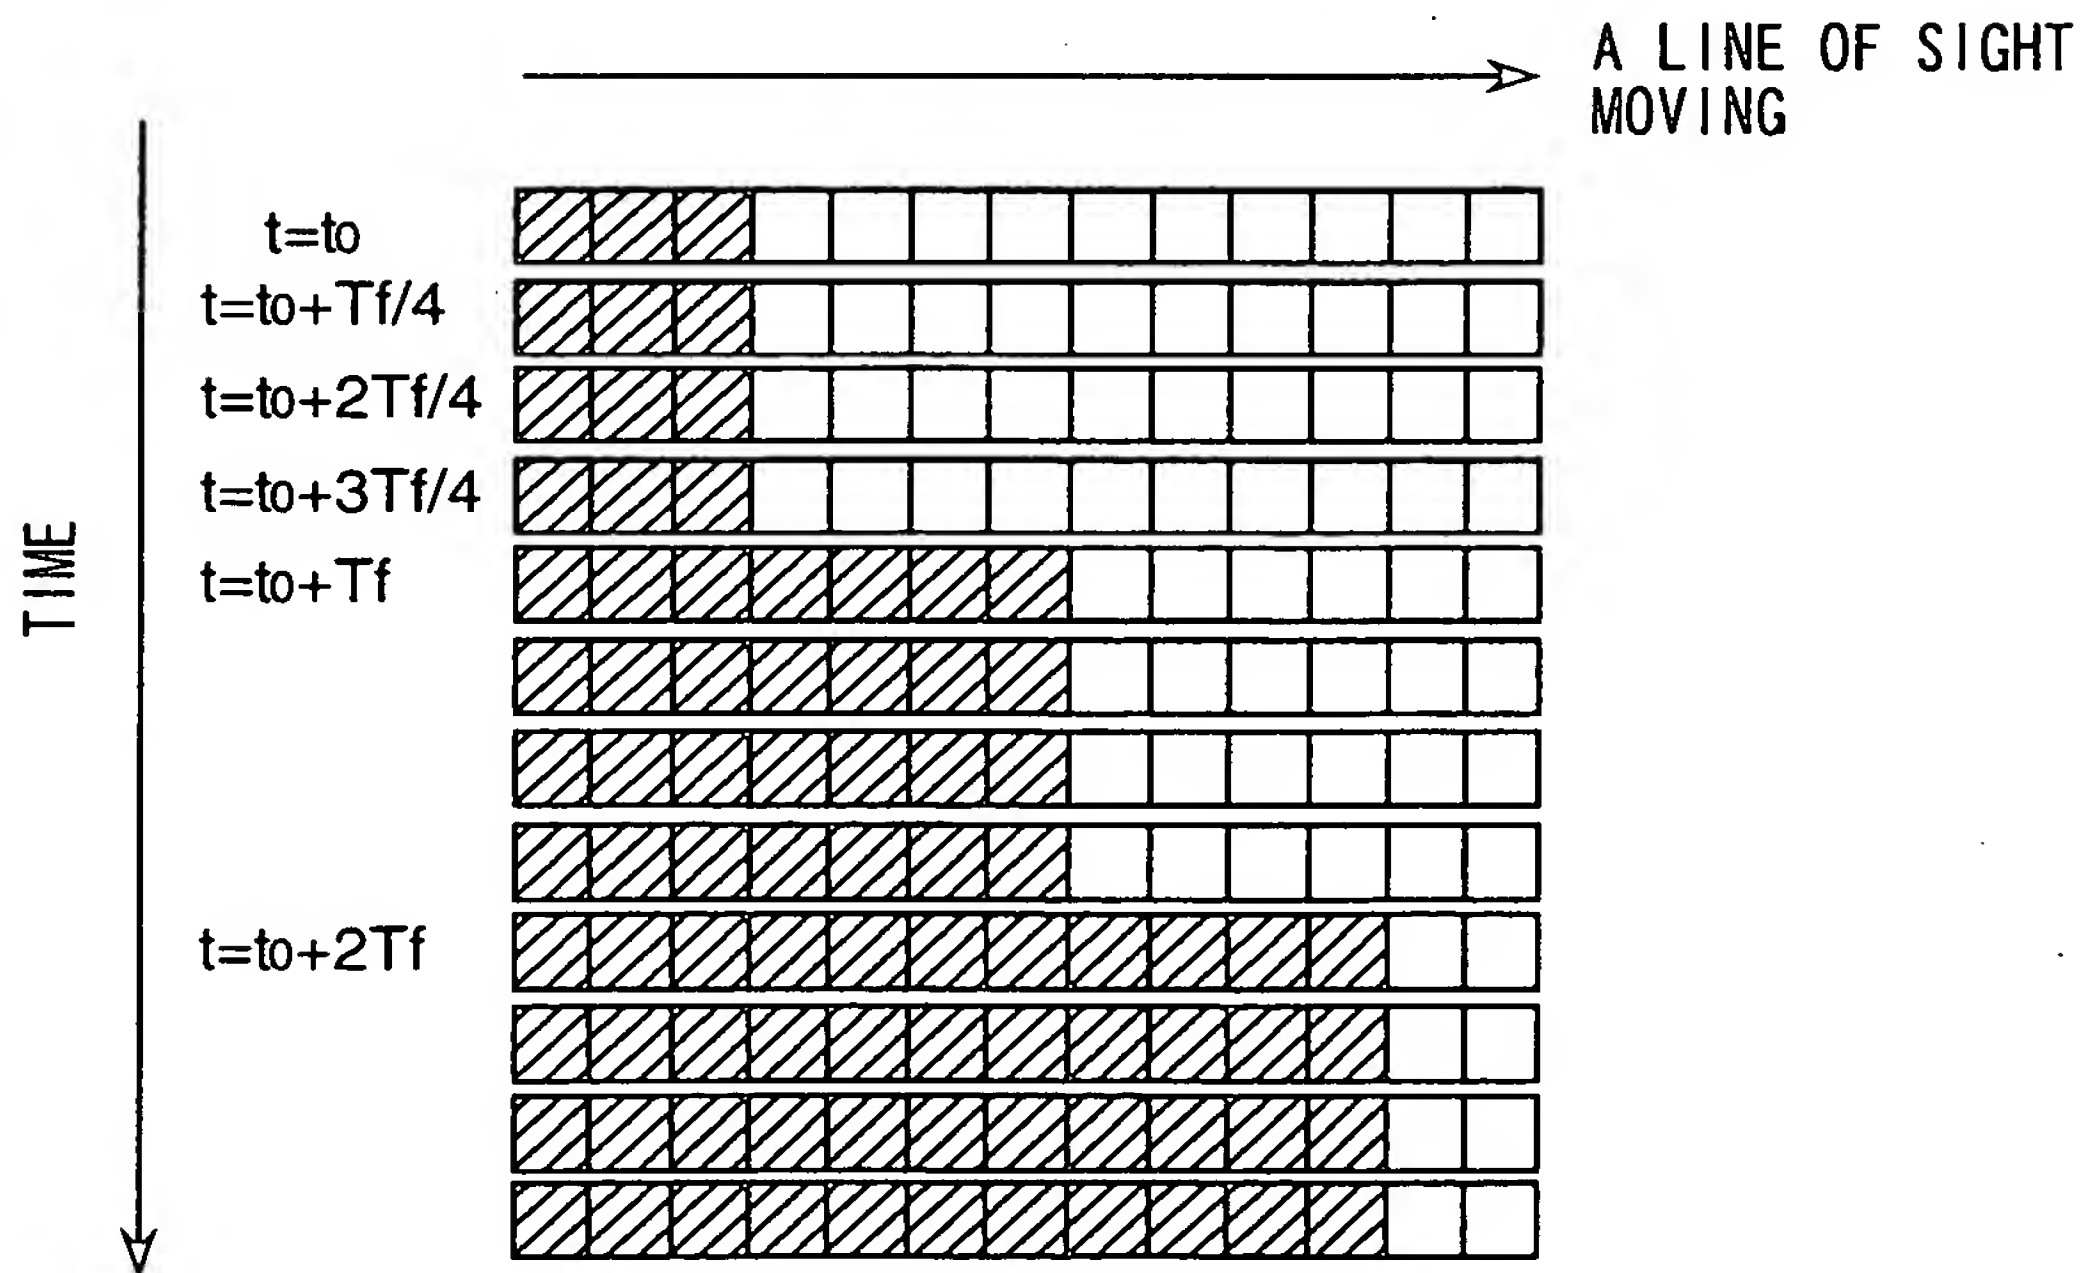 A LINE OF SIGHT
MOVING
TIME
t=to
t=to+Tf/4
t=to+2Tf/4
t=to+3Tf/4
t=to+Tf
t=to+2Tf